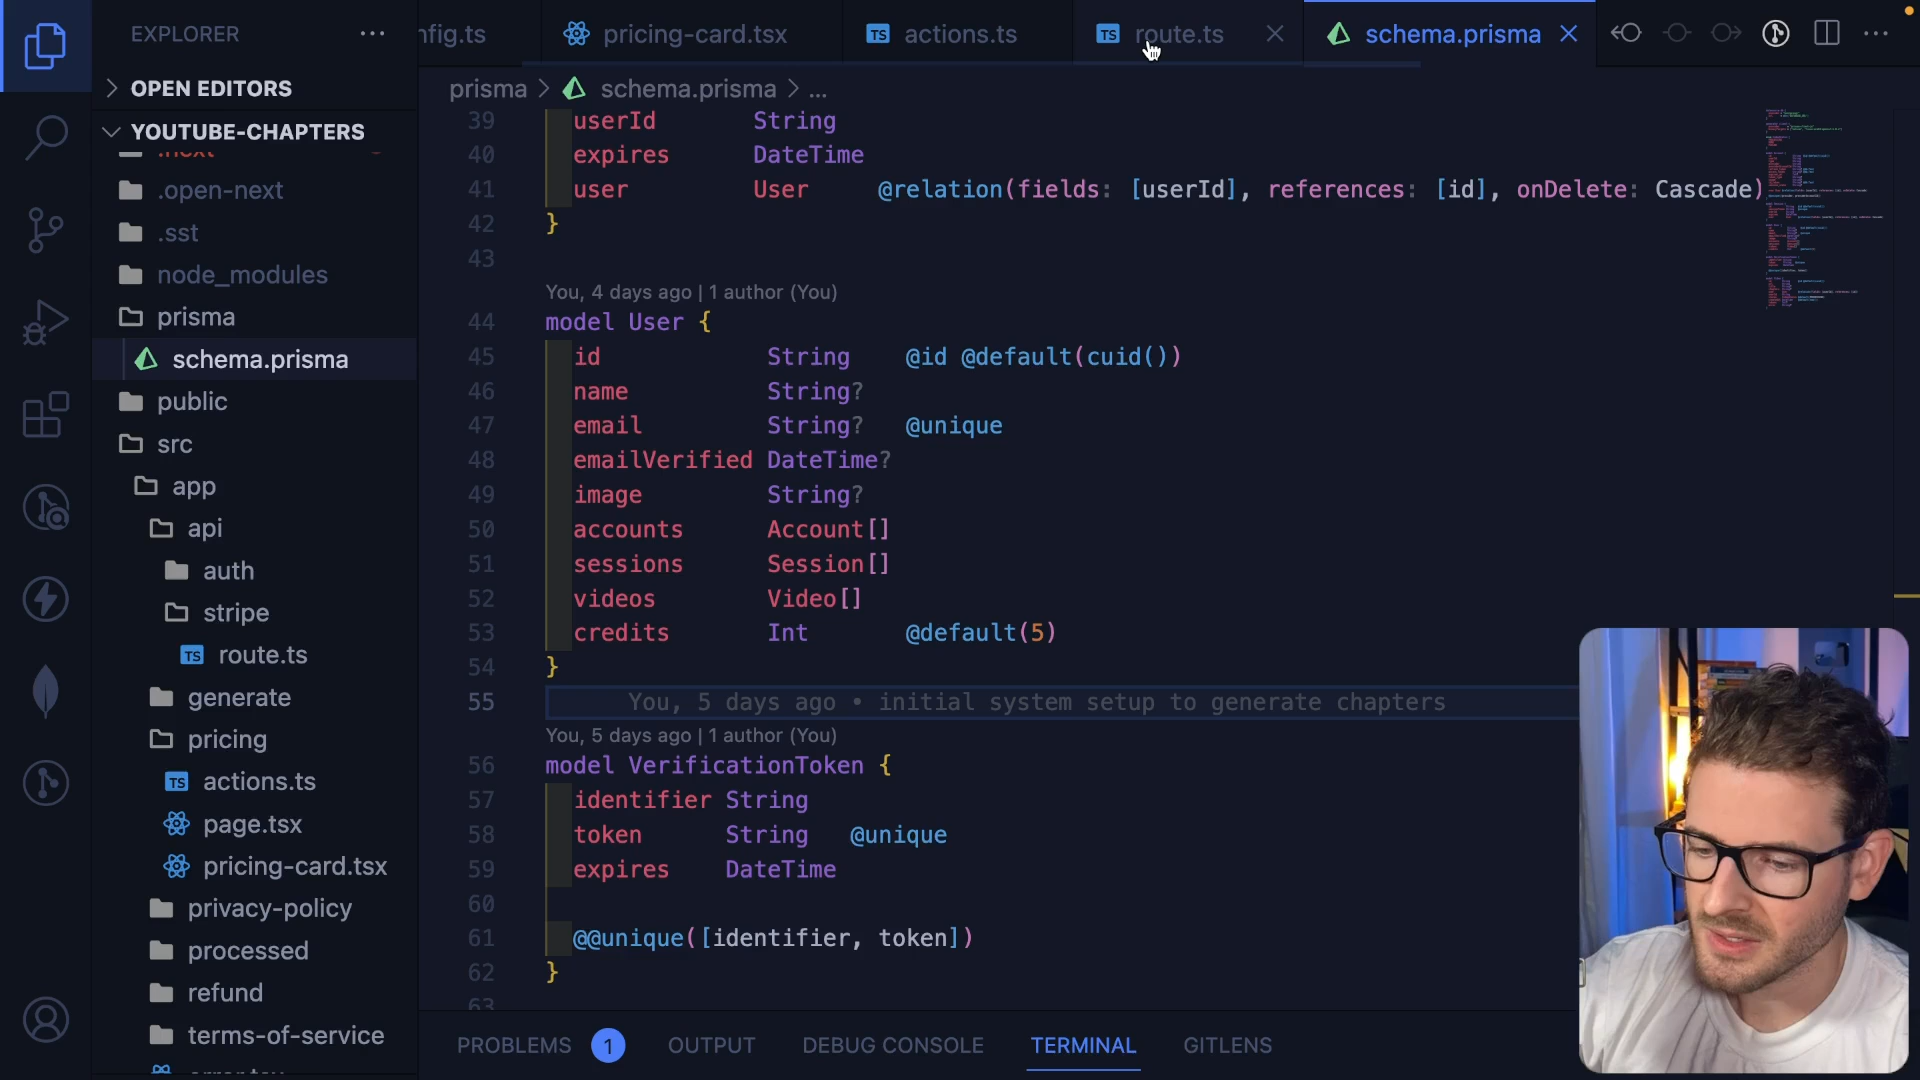 EXPLORER
OPEN EDITORS
YOUTUBE-CHAPTERS
.next
.open-next
.sst
node_modules
prisma
schema.prisma
public
src
app
api
auth
stripe
TS route.ts
generate
pricing
TS actions.ts
page.tsx
pricing-card.tsx
privacy-policy
processed
refund
terms-of-service
nfig.ts
pricing-card.tsx
TS actions.ts
TS route.ts
schema.prisma
prisma > schema.prisma > ...
39 userId String
40 expires DateTime
41 user User @relation(fields: [userId], references: [id], onDelete: Cascade)
42 }
43
You, 4 days ago | 1 author (You)
44 model User {
45 id String @id @default(cuid())
46 name String?
47 email String? @unique
48 emailVerified DateTime?
49 image String?
50 accounts Account[]
51 sessions Session[]
52 videos Video[]
53 credits Int @default(5)
54 }
55 You, 5 days ago • initial system setup to generate chapters
You, 5 days ago | 1 author (You)
56 model VerificationToken {
57 identifier String
58 token String @unique
59 expires DateTime
60
61 @@unique([identifier, token])
62 }
63
PROBLEMS 1 OUTPUT DEBUG CONSOLE TERMINAL GITLENS